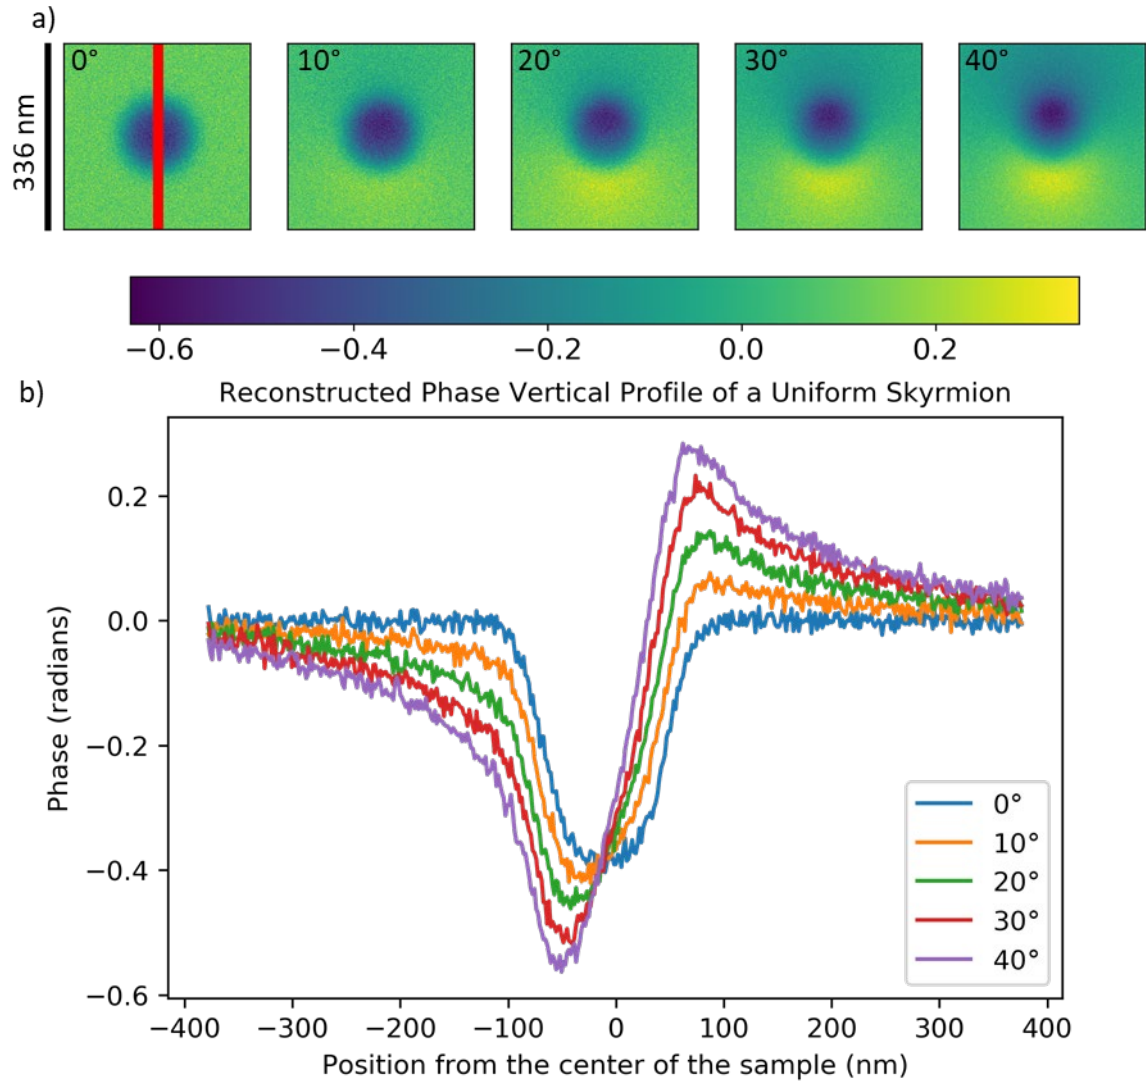 a)
0° 10° 20° 30° 40°
336 nm
−0.6 −0.4 −0.2 0.0 0.2
b)
Reconstructed Phase Vertical Profile of a Uniform Skyrmion
0.2
0.0
−0.2
−0.4
−0.6
Phase (radians)
0°
10°
20°
30°
40°
−400 −300 −200 −100 0 100 200 300 400
Position from the center of the sample (nm)